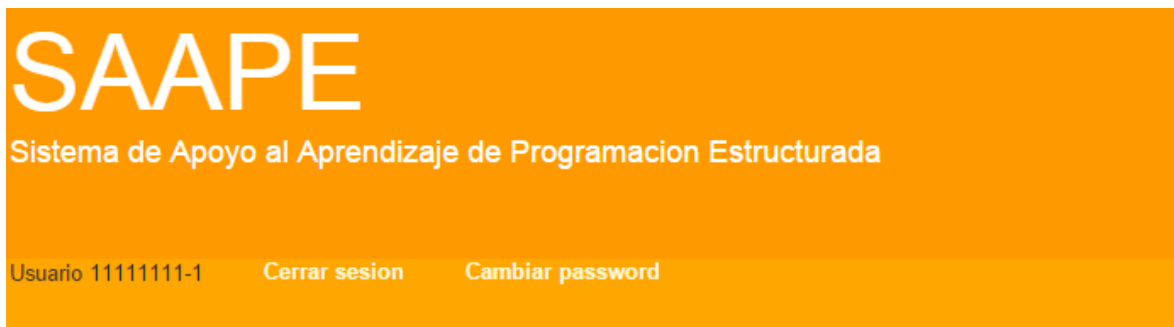 SAAPE
Sistema de Apoyo al Aprendizaje de Programacion Estructurada
Usuario 11111111-1 Cerrar sesion Cambiar password